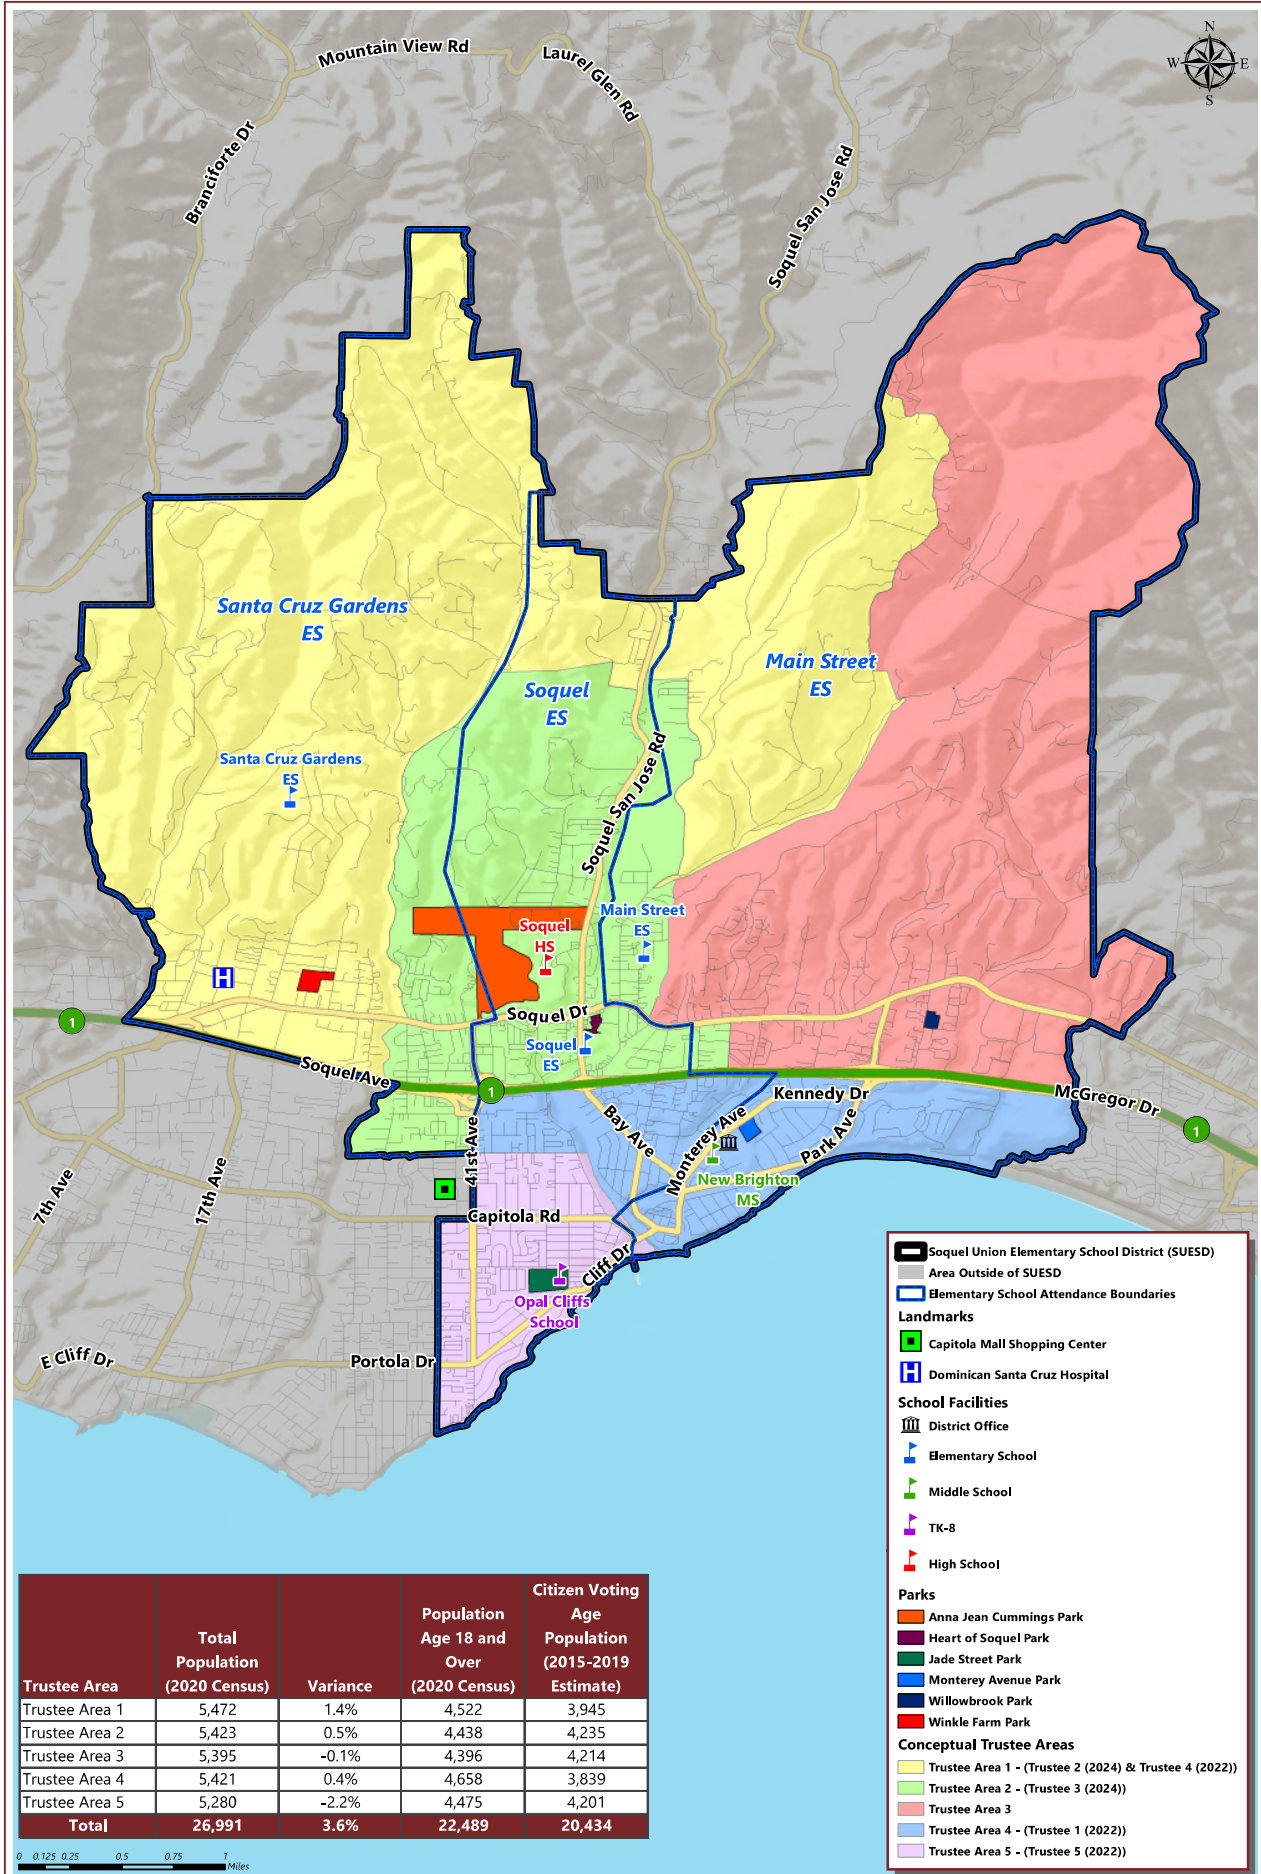 Mountain View Rd
Laurel Glen Rd
Branciforte Dr
Soquel San Jose Rd
N
W E
S
Santa Cruz Gardens
ES
Soquel
ES
Main Street
ES
Santa Cruz Gardens
ES
Soquel San Jose Rd
Soquel
HS
Main Street
ES
H
Soquel Dr
Soquel
ES
1
Soquel Ave
1
Kennedy Dr
McGregor Dr
1
Bay Ave
Monterey Ave
Park Ave
41st Ave
New Brighton
MS
7th Ave
17th Ave
Capitola Rd
Cliff Dr
Opal Cliffs
School
E Cliff Dr
Portola Dr
Soquel Union Elementary School District (SUESD)
Area Outside of SUESD
Elementary School Attendance Boundaries
Landmarks
Capitola Mall Shopping Center
H Dominican Santa Cruz Hospital
School Facilities
District Office
Elementary School
Middle School
TK-8
High School
Parks
Anna Jean Cummings Park
Heart of Soquel Park
Jade Street Park
Monterey Avenue Park
Willowbrook Park
Winkle Farm Park
Conceptual Trustee Areas
Trustee Area 1 - (Trustee 2 (2024) & Trustee 4 (2022))
Trustee Area 2 - (Trustee 3 (2024))
Trustee Area 3
Trustee Area 4 - (Trustee 1 (2022))
Trustee Area 5 - (Trustee 5 (2022))
Trustee Area Total Population (2020 Census) Variance Population Age 18 and Over (2020 Census) Citizen Voting Age Population (2015-2019 Estimate)
Trustee Area 1 5,472 1.4% 4,522 3,945
Trustee Area 2 5,423 0.5% 4,438 4,235
Trustee Area 3 5,395 -0.1% 4,396 4,214
Trustee Area 4 5,421 0.4% 4,658 3,839
Trustee Area 5 5,280 -2.2% 4,475 4,201
Total 26,991 3.6% 22,489 20,434
0 0.125 0.25 0.5 0.75 1
Miles